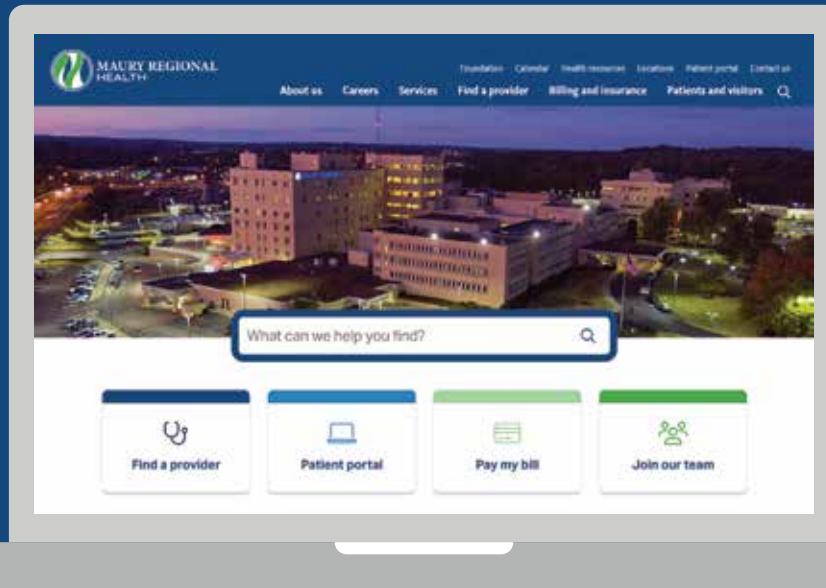 MAURY REGIONAL
HEALTH
Foundation Calendar Health resources Locations Patient portal Contact us
About us Careers Services Find a provider Billing and insurance Patients and visitors
What can we help you find?
Find a provider Patient portal Pay my bill Join our team